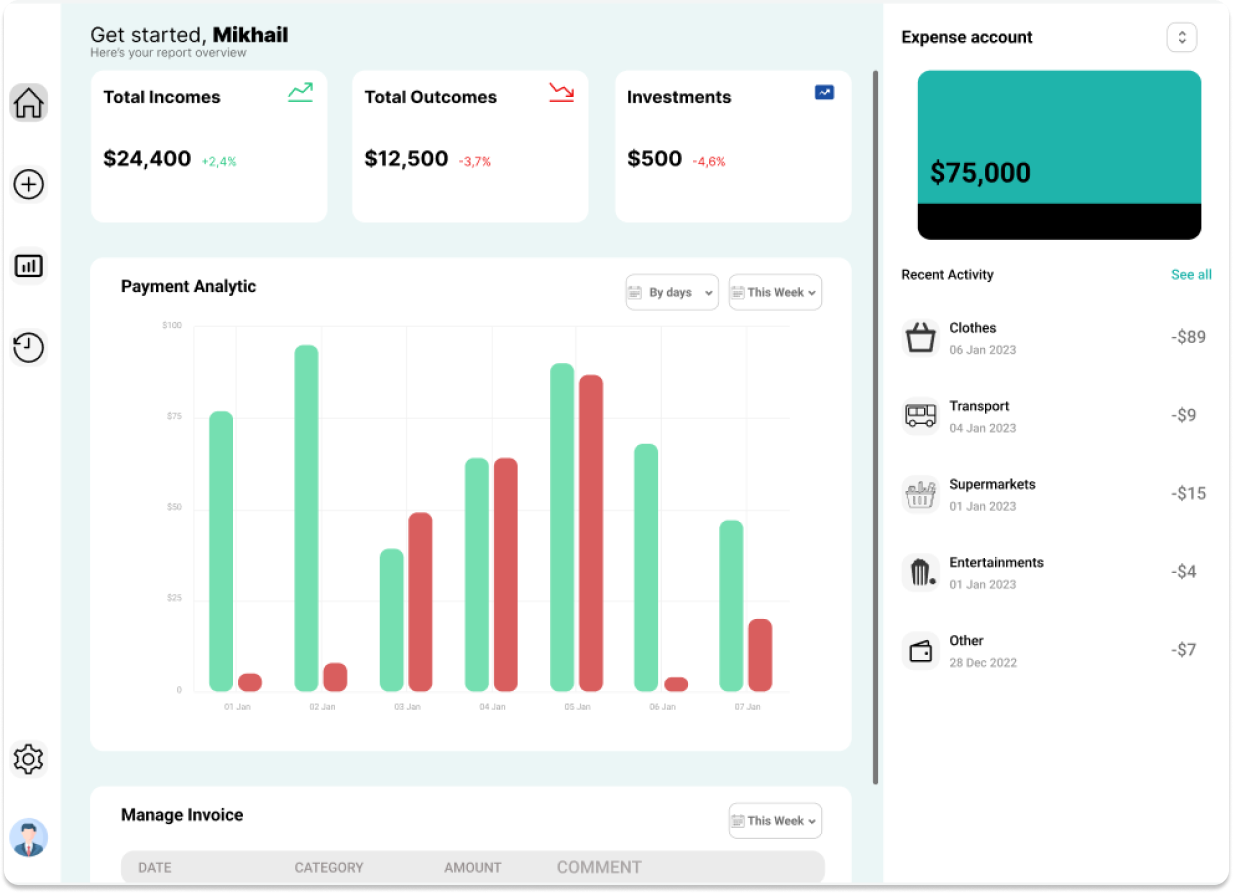 Get started, Mikhail
Here's your report overview
Total Incomes
$24,400 +2,4%
Total Outcomes
$12,500 -3,7%
Investments
$500 -4,6%
Payment Analytic
By days
This Week
$100
$75
$50
$25
0
01 Jan
02 Jan
03 Jan
04 Jan
05 Jan
06 Jan
07 Jan
Manage Invoice
This Week
DATE CATEGORY AMOUNT COMMENT
Expense account
$75,000
Recent Activity See all
Clothes
06 Jan 2023
-$89
Transport
04 Jan 2023
-$9
Supermarkets
01 Jan 2023
-$15
Entertainments
01 Jan 2023
-$4
Other
28 Dec 2022
-$7